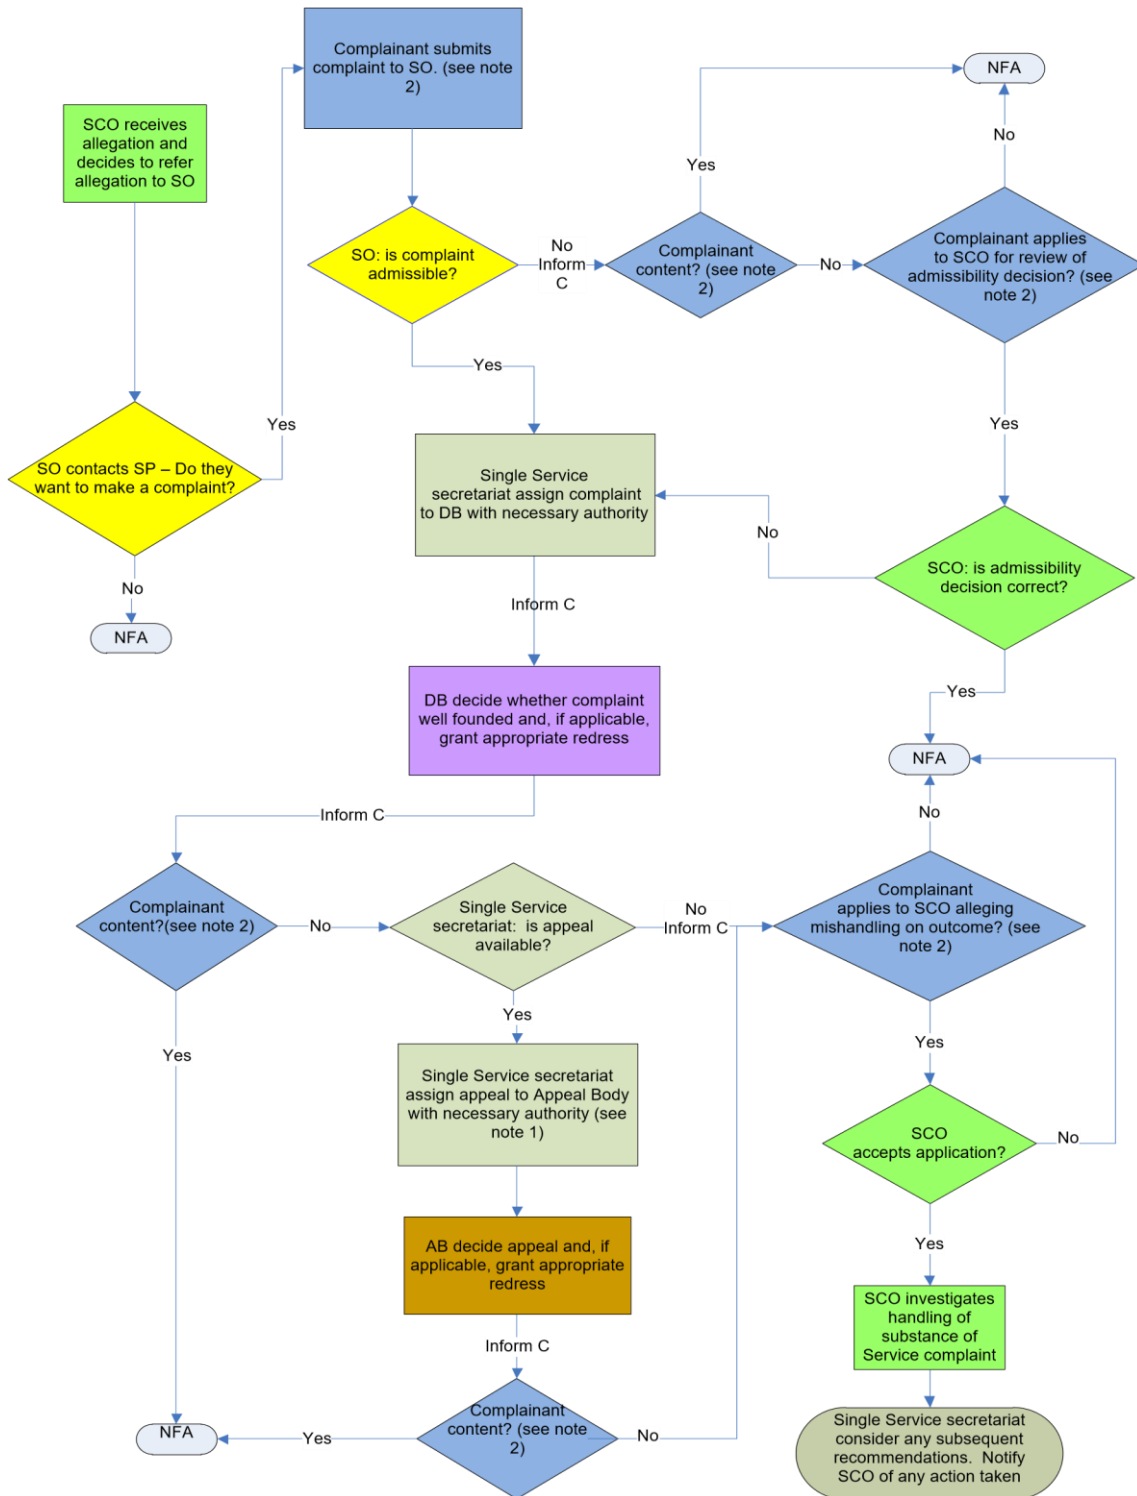 Complainant submits
complaint to SO. (see note
2)
NFA
SCO receives
allegation and
decides to refer
allegation to SO
No
Yes
Yes
SO: is complaint
admissible?
No
Inform
C
Complainant
content? (see note
2)
No
Complainant applies
to SCO for review of
admissibility decision? (see
note 2)
Yes
Yes
SO contacts SP – Do they
want to make a complaint?
Single Service
secretariat assign complaint
to DB with necessary authority
No
SCO: is admissibility
decision correct?
No
NFA
Inform C
Yes
DB decide whether complaint
well founded and, if applicable,
grant appropriate redress
NFA
Inform C
No
Complainant
content?(see note 2)
No
Single Service
secretariat: is appeal
available?
No
Inform C
Complainant
applies to SCO alleging
mishandling on outcome? (see
note 2)
Yes
Yes
Yes
Single Service secretariat
assign appeal to Appeal Body
with necessary authority (see
note 1)
SCO
accepts application?
No
AB decide appeal and, if
applicable, grant appropriate
redress
Yes
SCO investigates
handling of
substance of
Service complaint
Inform C
NFA
Yes
Complainant
content? (see note
2)
No
Single Service secretariat
consider any subsequent
recommendations. Notify
SCO of any action taken